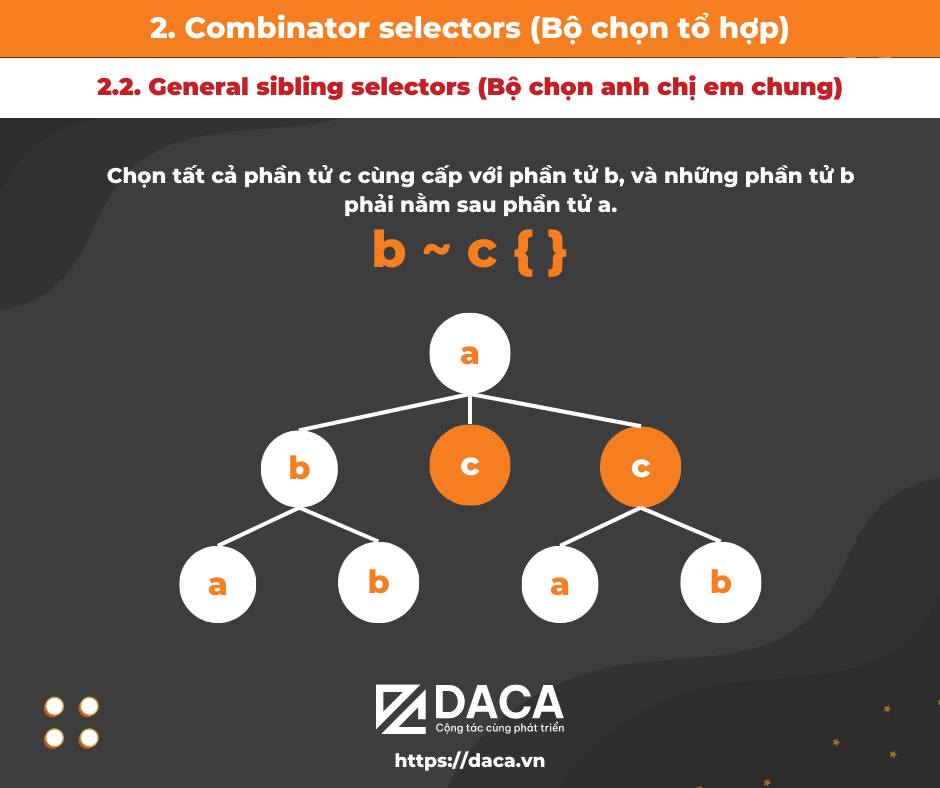 2. Combinator selectors (Bộ chọn tổ hợp)
2.2. General sibling selectors (Bộ chọn anh chị em chung)
Chọn tất cả phần tử c cùng cấp với phần tử b, và những phần tử b
phải nằm sau phần tử a.
b ~ c { }
a
b c c
a b a b
DACA
Cộng tác cùng phát triển
https://daca.vn